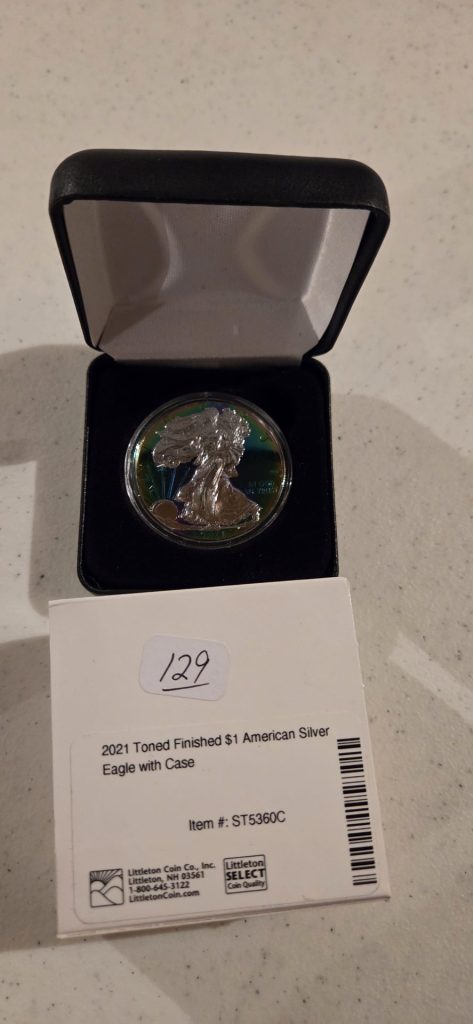 129
2021 Toned Finished $1 American Silver
Eagle with Case
Item #: ST5360C
Littleton Coin Co., Inc.
Littleton, NH 03561
1-800-645-3122
LittletonCoin.com
Littleton
SELECT
Coin Quality